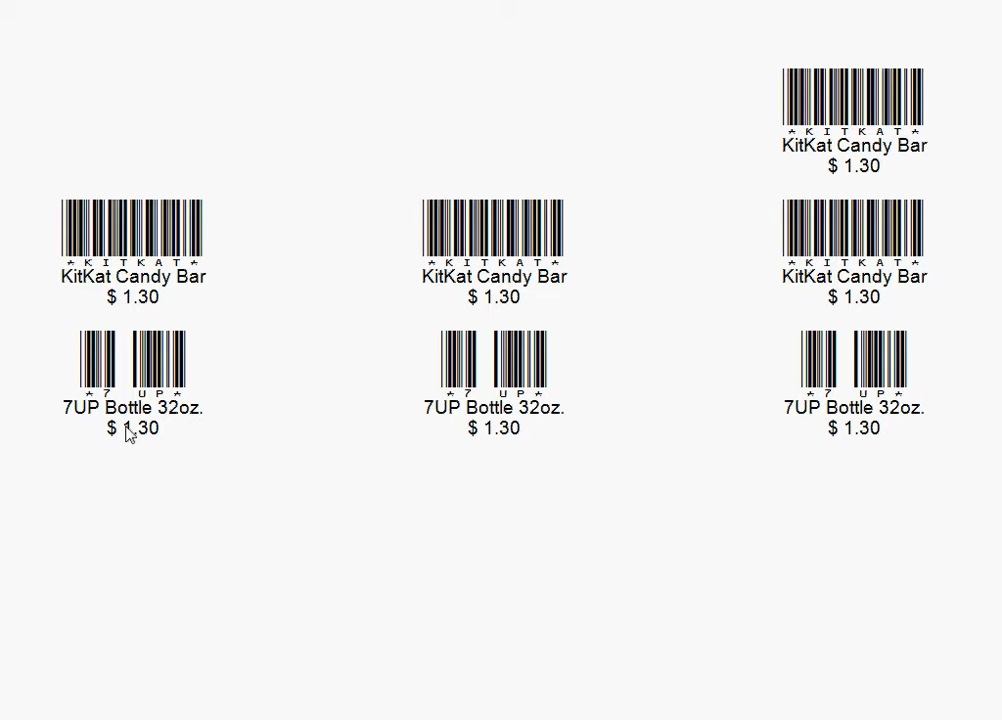 *KITKAT*
KitKat Candy Bar
$ 1.30
*KITKAT*
KitKat Candy Bar
$ 1.30
*KITKAT*
KitKat Candy Bar
$ 1.30
*KITKAT*
KitKat Candy Bar
$ 1.30
*7 UP*
7UP Bottle 32oz.
$ 1.30
*7 UP*
7UP Bottle 32oz.
$ 1.30
*7 UP*
7UP Bottle 32oz.
$ 1.30